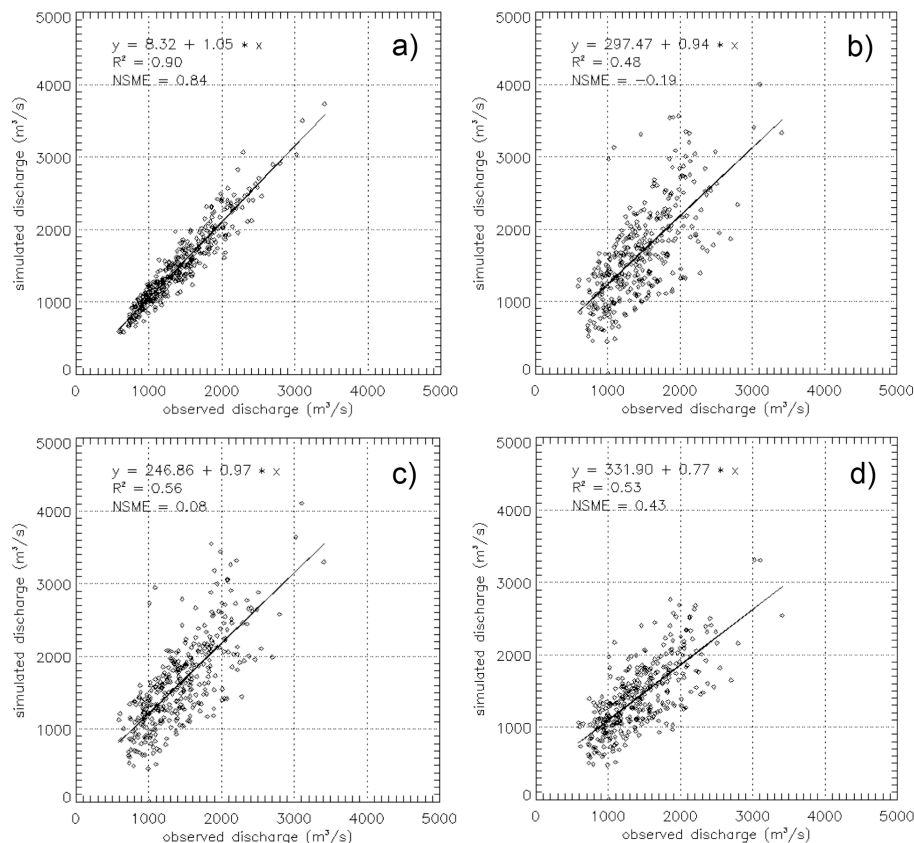 a)
y = 8.32 + 1.05 * x
R² = 0.90
NSME = 0.84
5000
4000
3000
2000
1000
0
simulated discharge (m³/s)
0 1000 2000 3000 4000 5000
observed discharge (m³/s)
b)
y = 297.47 + 0.94 * x
R² = 0.48
NSME = −0.19
5000
4000
3000
2000
1000
0
simulated discharge (m³/s)
0 1000 2000 3000 4000 5000
observed discharge (m³/s)
c)
y = 246.86 + 0.97 * x
R² = 0.56
NSME = 0.08
5000
4000
3000
2000
1000
0
simulated discharge (m³/s)
0 1000 2000 3000 4000 5000
observed discharge (m³/s)
d)
y = 331.90 + 0.77 * x
R² = 0.53
NSME = 0.43
5000
4000
3000
2000
1000
0
simulated discharge (m³/s)
0 1000 2000 3000 4000 5000
observed discharge (m³/s)